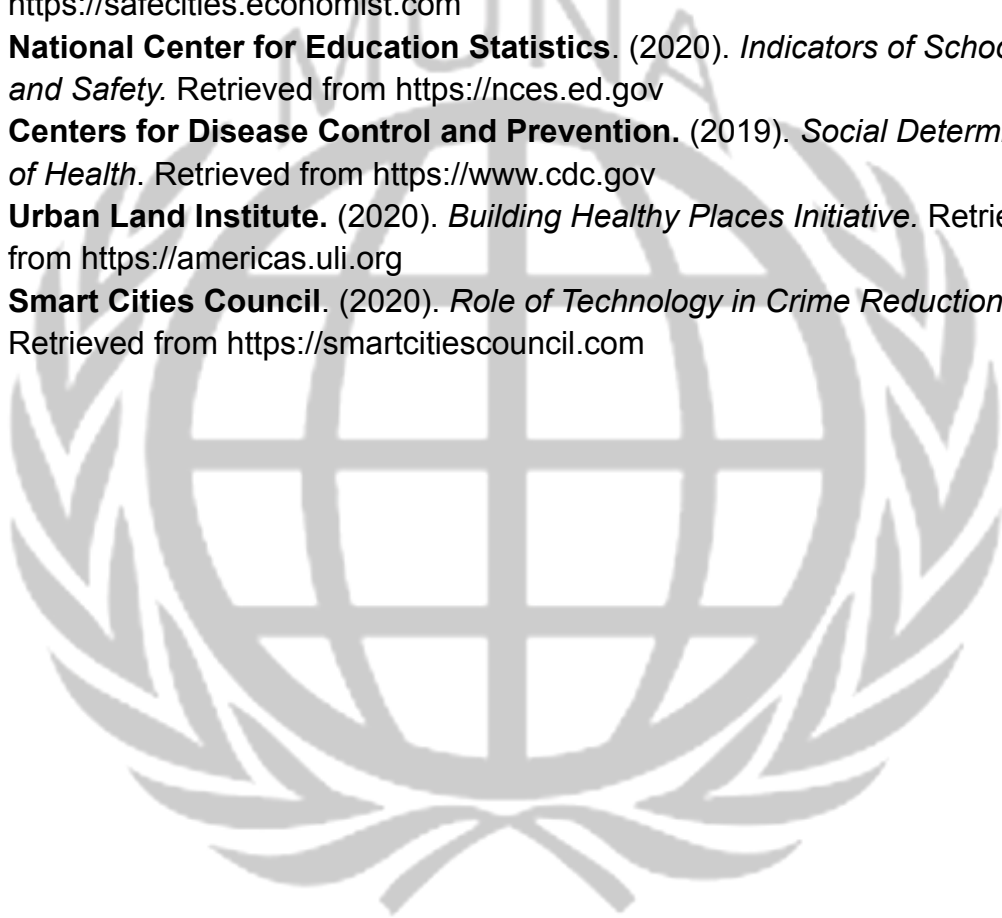 https://safecities.economist.com
National Center for Education Statistics. (2020). Indicators of Schoo
and Safety. Retrieved from https://nces.ed.gov
Centers for Disease Control and Prevention. (2019). Social Determ
of Health. Retrieved from https://www.cdc.gov
Urban Land Institute. (2020). Building Healthy Places Initiative. Retrie
from https://americas.uli.org
Smart Cities Council. (2020). Role of Technology in Crime Reduction
Retrieved from https://smartcitiescouncil.com